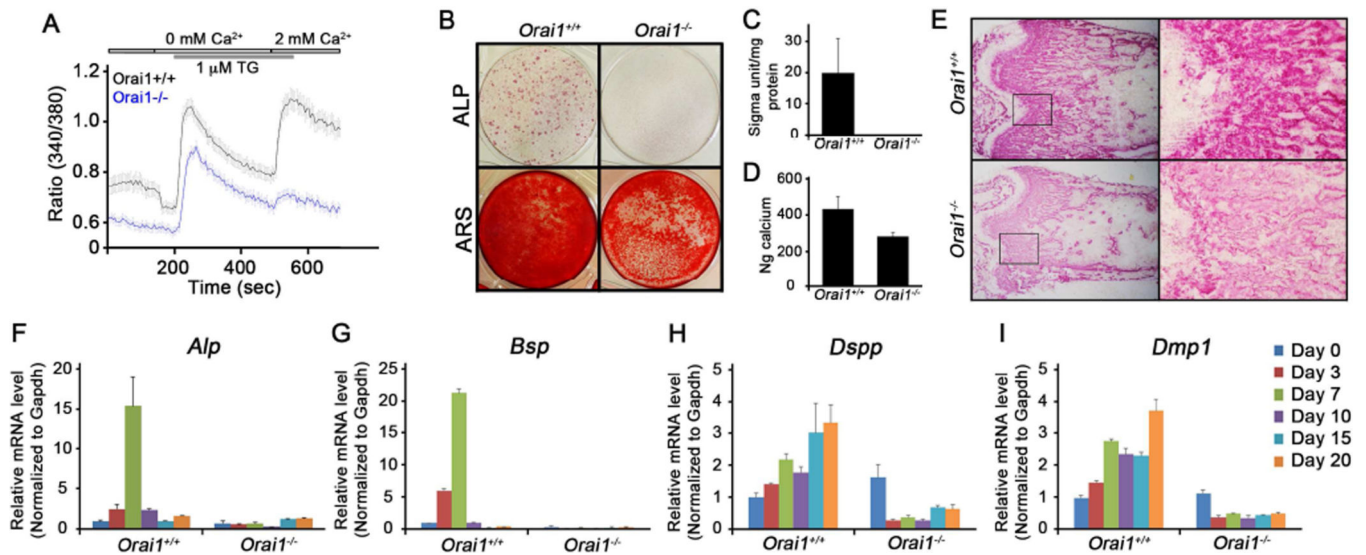 A
0 mM Ca²⁺
2 mM Ca²⁺
1 μM TG
Orai1+/+
Orai1-/-
Ratio (340/380)
1.2
1.0
0.8
0.6
0
200
400
600
Time (sec)
B
Orai1⁺/⁺
Orai1⁻/⁻
ALP
ARS
C
Sigma unit/mg
protein
30
20
10
0
Orai1⁺/⁺
Orai1⁻/⁻
D
Ng calcium
600
400
200
0
Orai1⁺/⁺
Orai1⁻/⁻
E
Orai1⁺/⁺
Orai1⁻/⁻
F
Alp
Relative mRNA level
(Normalized to Gapdh)
20
15
10
5
0
Orai1⁺/⁺
Orai1⁻/⁻
G
Bsp
Relative mRNA level
(Normalized to Gapdh)
25
20
15
10
5
0
Orai1⁺/⁺
Orai1⁻/⁻
H
Dspp
Relative mRNA level
(Normalized to Gapdh)
5
4
3
2
1
0
Orai1⁺/⁺
Orai1⁻/⁻
I
Dmp1
Relative mRNA level
(Normalized to Gapdh)
5
4
3
2
1
0
Orai1⁺/⁺
Orai1⁻/⁻
Day 0
Day 3
Day 7
Day 10
Day 15
Day 20